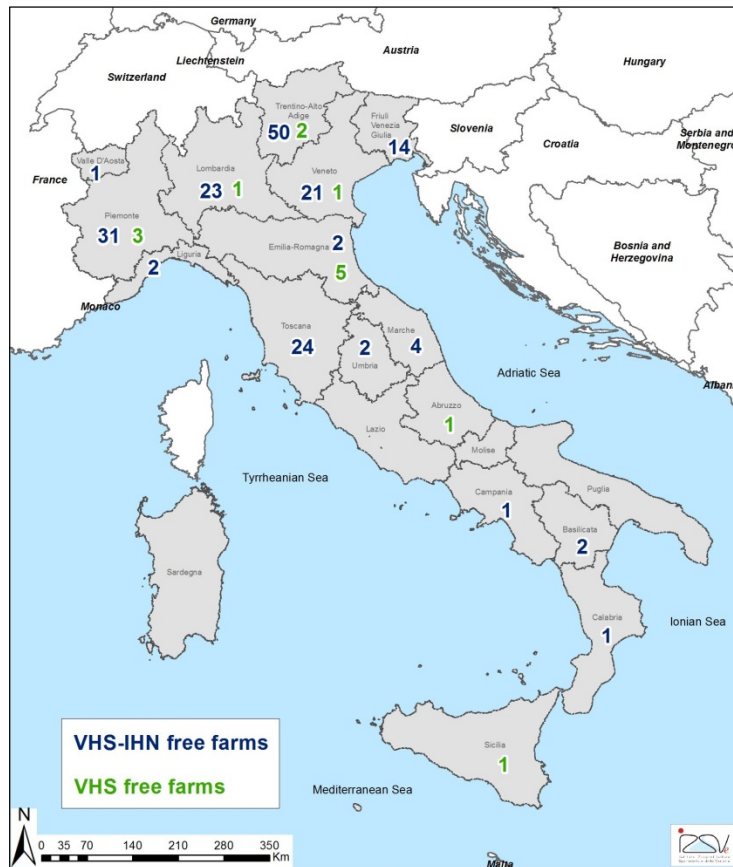 Germany
Liechtenstein
Austria
Switzerland
Hungary
Slovenia
Croatia
Serbia and
Montenegro
France
Bosnia and
Herzegovina
Monaco
Trentino-Alto
Adige
50 2
Friuli
Venezia
Giulia
14
Valle D'Aosta
1
Lombardia
23 1
Veneto
21 1
Piemonte
31 3
Emilia-Romagna
2
5
Liguria
2
Toscana
24
2
Umbria
Marche
4
Adriatic Sea
Albani
Abruzzo
1
Lazio
Molise
Tyrrheanian Sea
Campania
1
Puglia
Basilicata
2
Sardegna
Calabria
1
Ionian Sea
Sicilia
1
VHS-IHN free farms
VHS free farms
Mediterranean Sea
Malta
N
0 35 70 140 210 280 350
Km